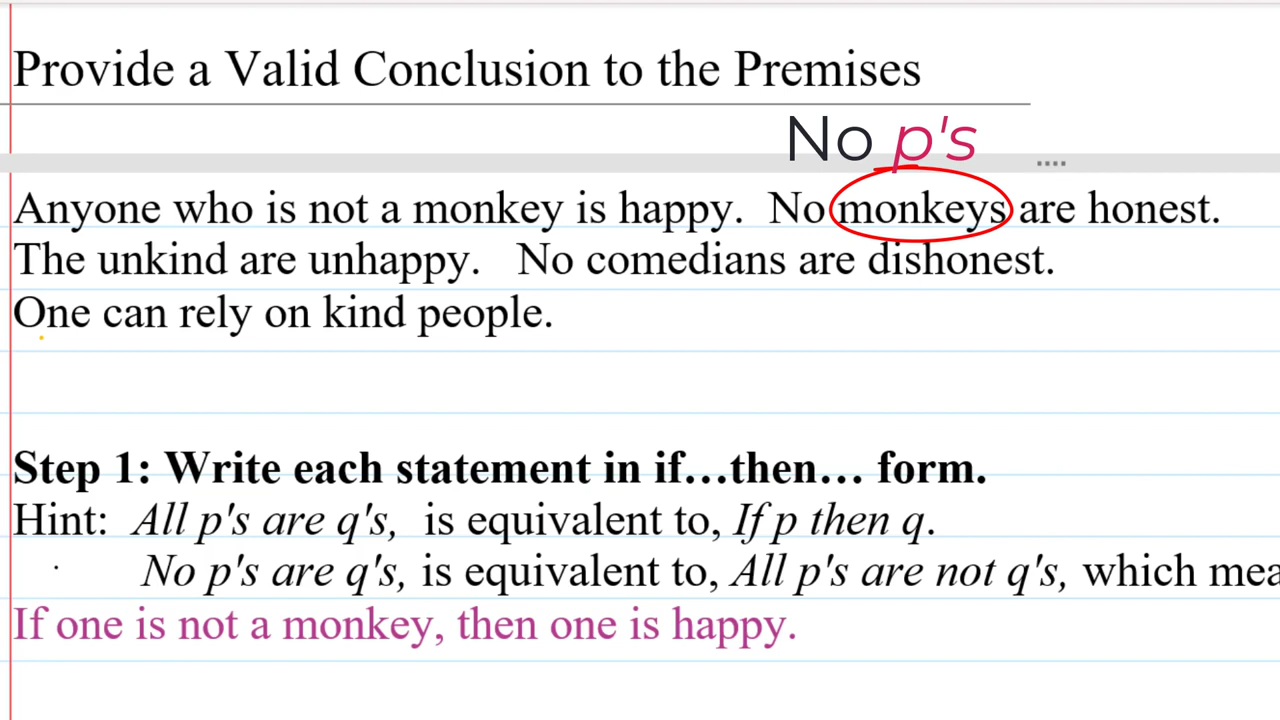 Provide a Valid Conclusion to the Premises
No p's
Anyone who is not a monkey is happy. No monkeys are honest.
The unkind are unhappy. No comedians are dishonest.
One can rely on kind people.
Step 1: Write each statement in if…then… form.
Hint: All p's are q's, is equivalent to, If p then q.
No p's are q's, is equivalent to, All p's are not q's, which mea
If one is not a monkey, then one is happy.